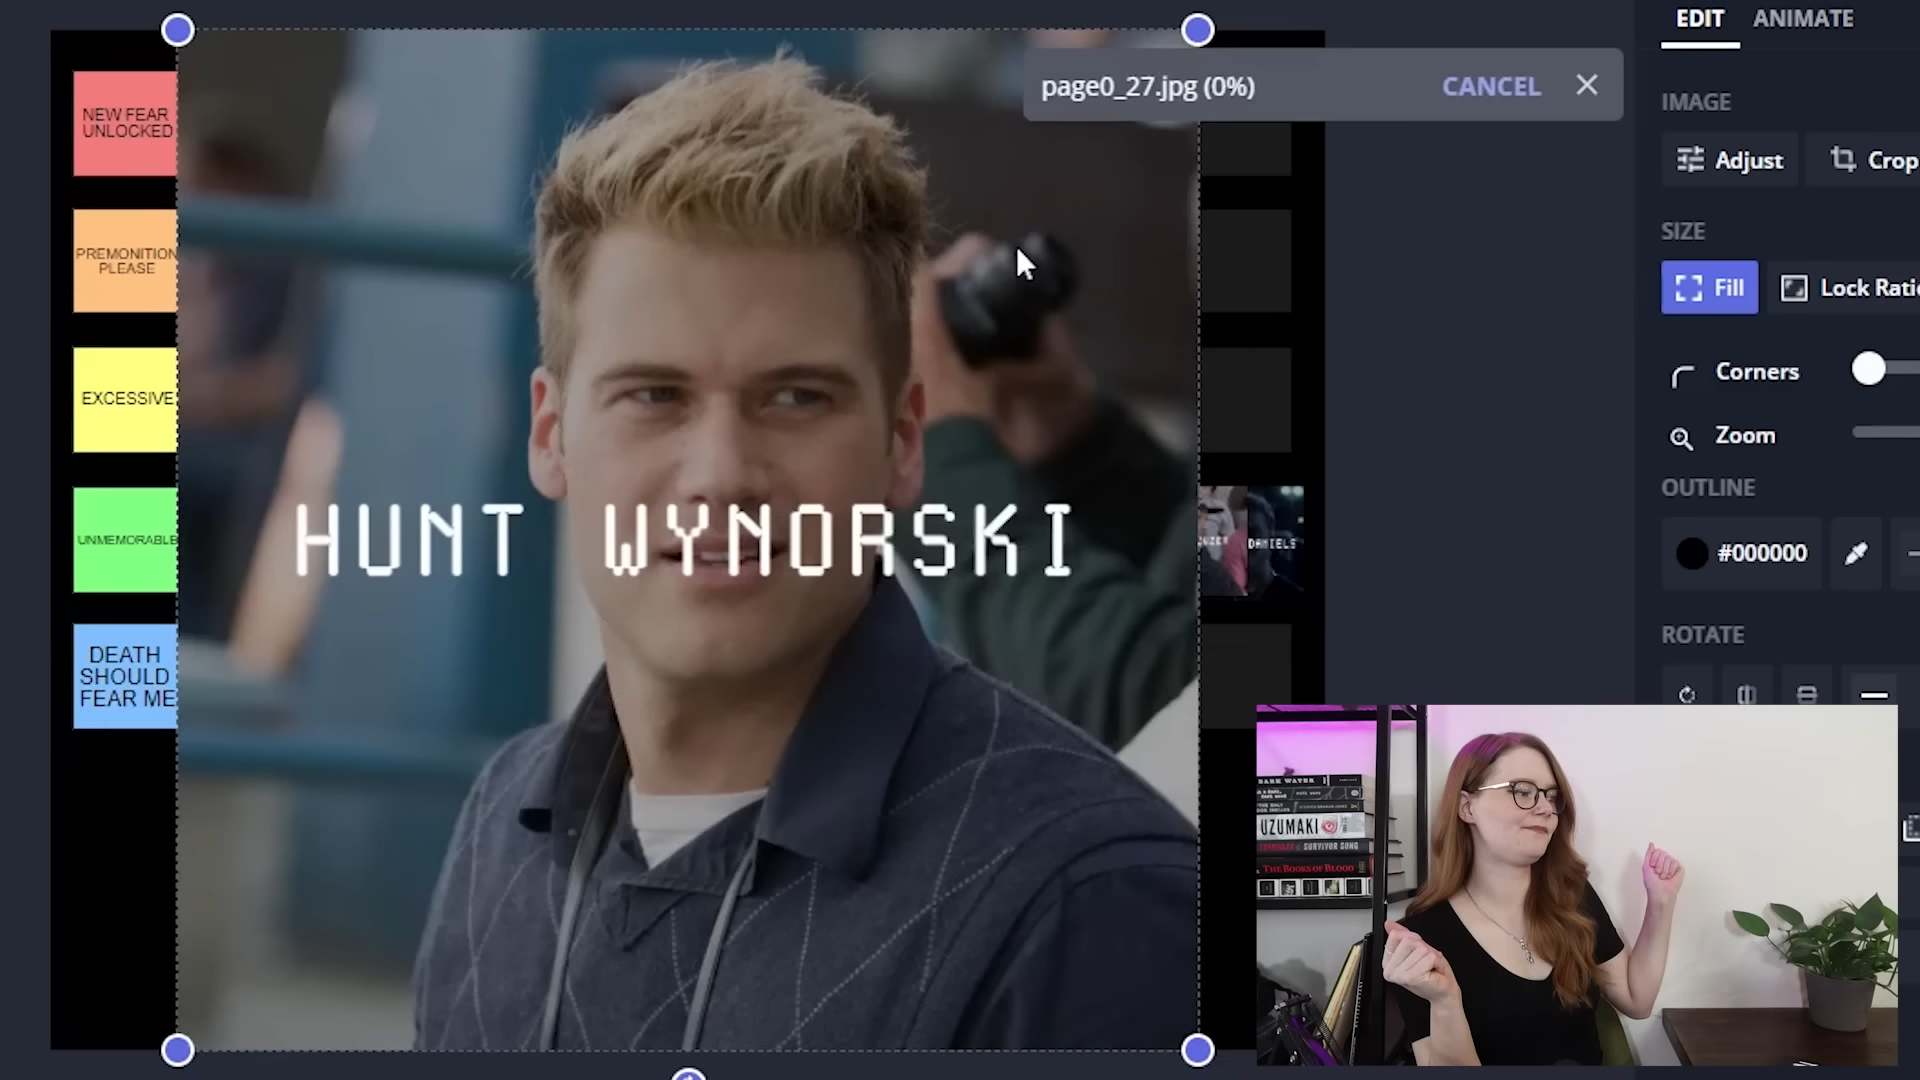 EDIT ANIMATE
page0_27.jpg (0%) CANCEL
IMAGE
NEW FEAR
UNLOCKED
Adjust Crop
SIZE
PREMONITION
PLEASE
Fill Lock Ratio
Corners
EXCESSIVE
Zoom
OUTLINE
HUNT WYNORSKI
UNMEMORABLE
DANIELS
#000000
ROTATE
DEATH
SHOULD
FEAR ME
DARK WATER
UZUMAKI
SURVIVOR SONG
THE BOOKS OF BLOOD